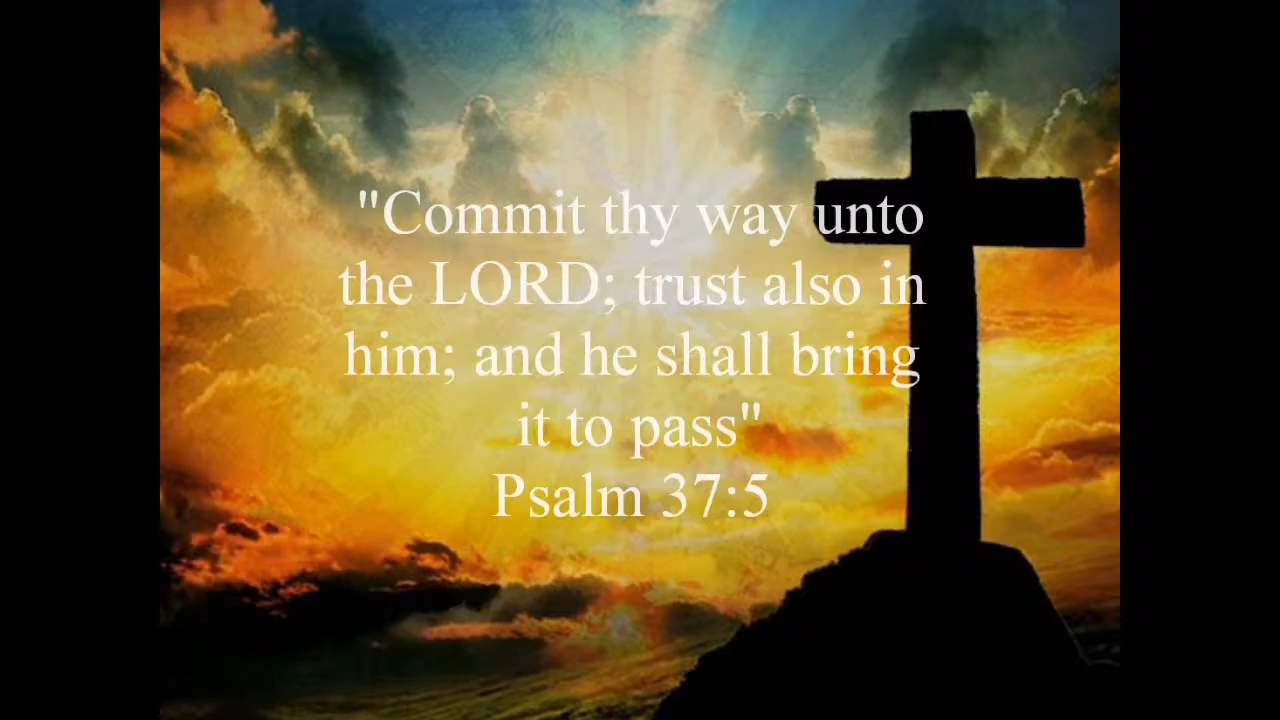 "Commit thy way unto
the LORD; trust also in
him; and he shall bring
it to pass"
Psalm 37:5